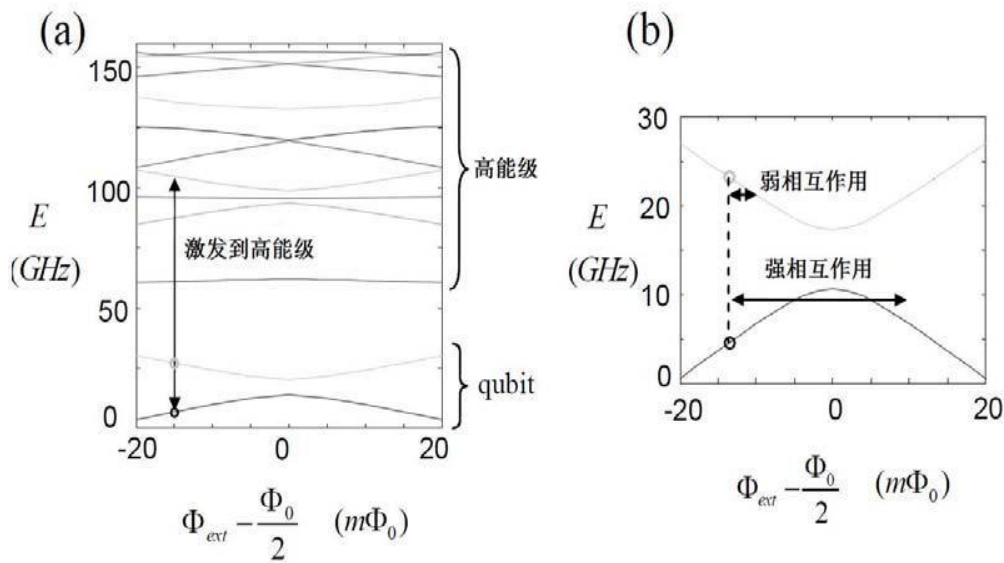 (a)
150
100
50
0
E
(GHz)
-20
0
20
Φext - Φ0/2 (mΦ0)
激发到高能级
高能级
qubit
(b)
30
20
10
0
E
(GHz)
-20
0
20
Φext - Φ0/2 (mΦ0)
弱相互作用
强相互作用